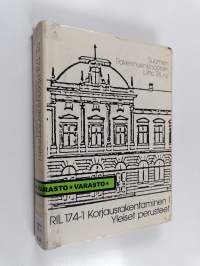 Suomen
Rakennusinsinöörien
Liitto RIL r.y.
VARASTO • VARASTO •
RIL 174-1 Korjausrakentaminen I
Yleiset perusteet